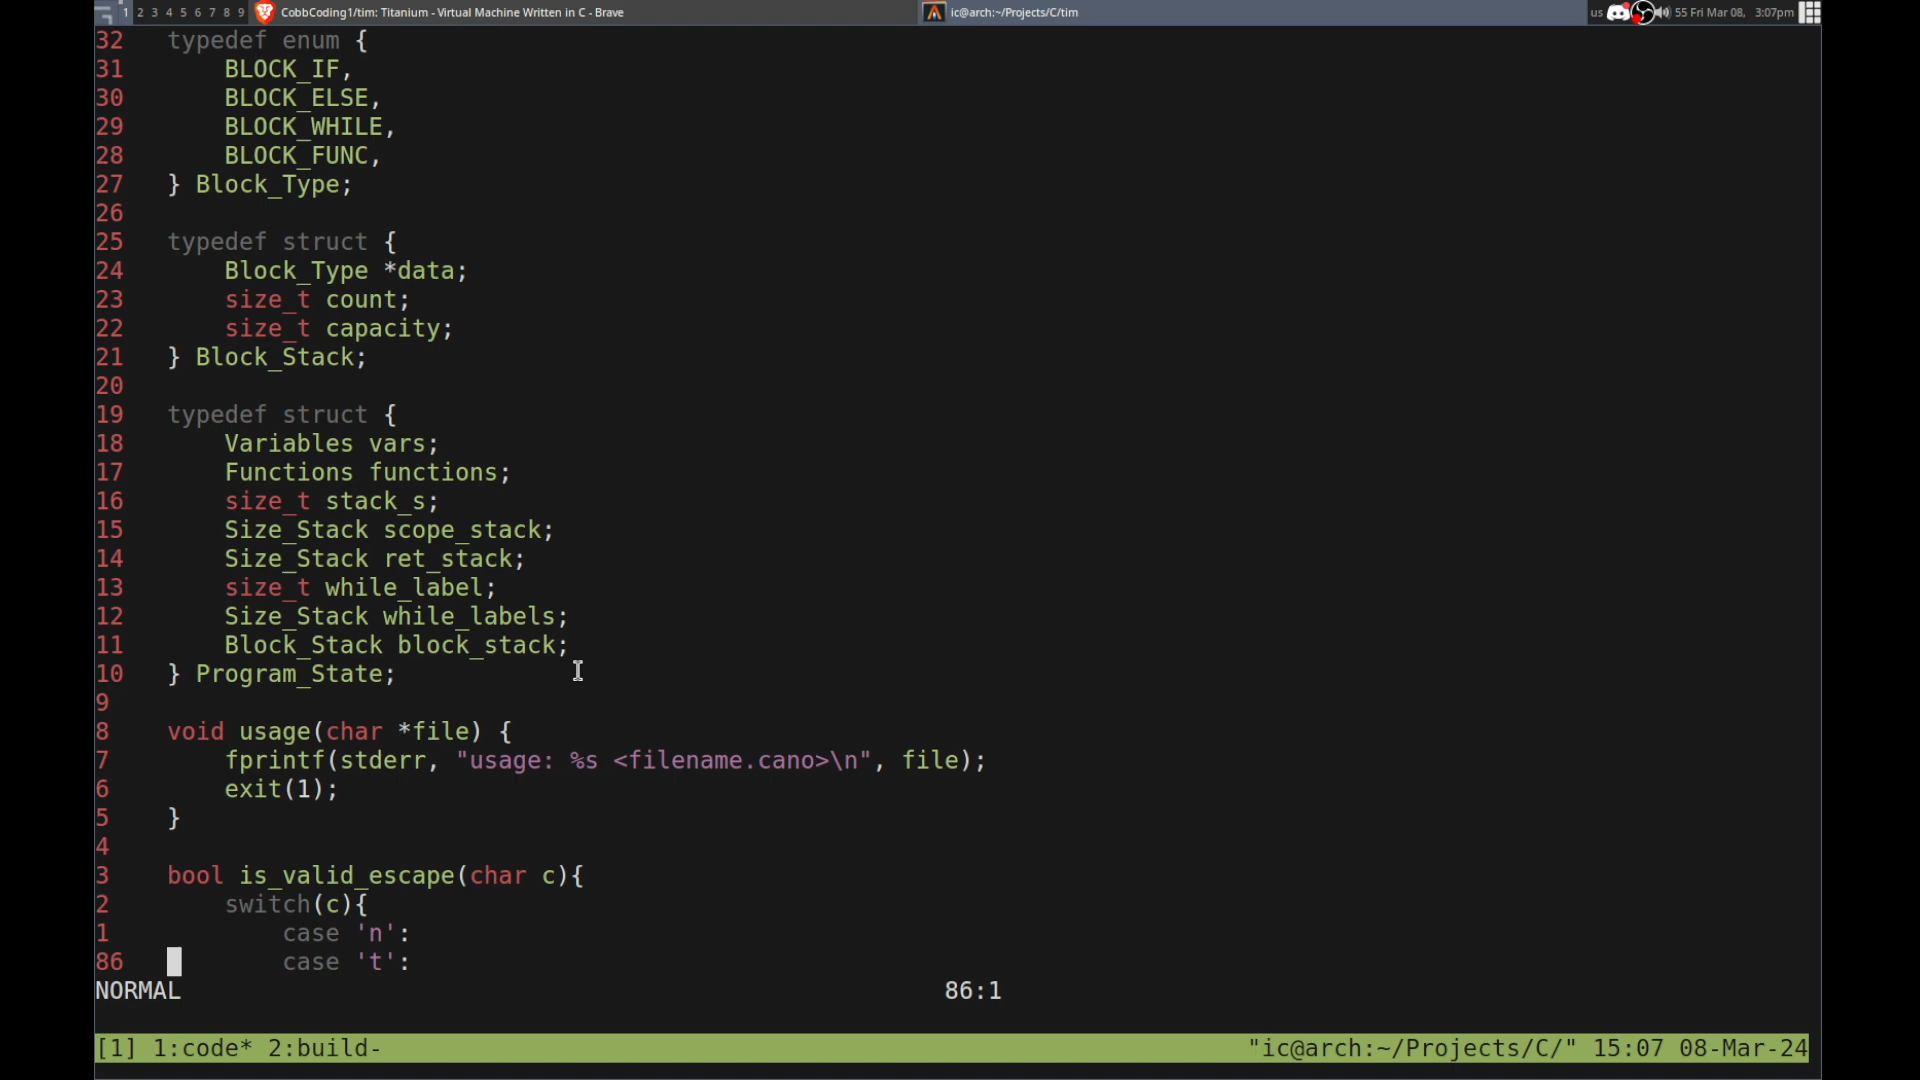 1 2 3 4 5 6 7 8 9 CobbCoding1/tim: Titanium - Virtual Machine Written in C - Brave ic@arch:~/Projects/C/tim us 55 Fri Mar 08, 3:07pm
32 typedef enum {
31 BLOCK_IF,
30 BLOCK_ELSE,
29 BLOCK_WHILE,
28 BLOCK_FUNC,
27 } Block_Type;
26
25 typedef struct {
24 Block_Type *data;
23 size_t count;
22 size_t capacity;
21 } Block_Stack;
20
19 typedef struct {
18 Variables vars;
17 Functions functions;
16 size_t stack_s;
15 Size_Stack scope_stack;
14 Size_Stack ret_stack;
13 size_t while_label;
12 Size_Stack while_labels;
11 Block_Stack block_stack;
10 } Program_State;
9
8 void usage(char *file) {
7 fprintf(stderr, "usage: %s <filename.cano>\n", file);
6 exit(1);
5 }
4
3 bool is_valid_escape(char c){
2 switch(c){
1 case 'n':
86 case 't':
NORMAL 86:1
[1] 1:code* 2:build- "ic@arch:~/Projects/C/" 15:07 08-Mar-24